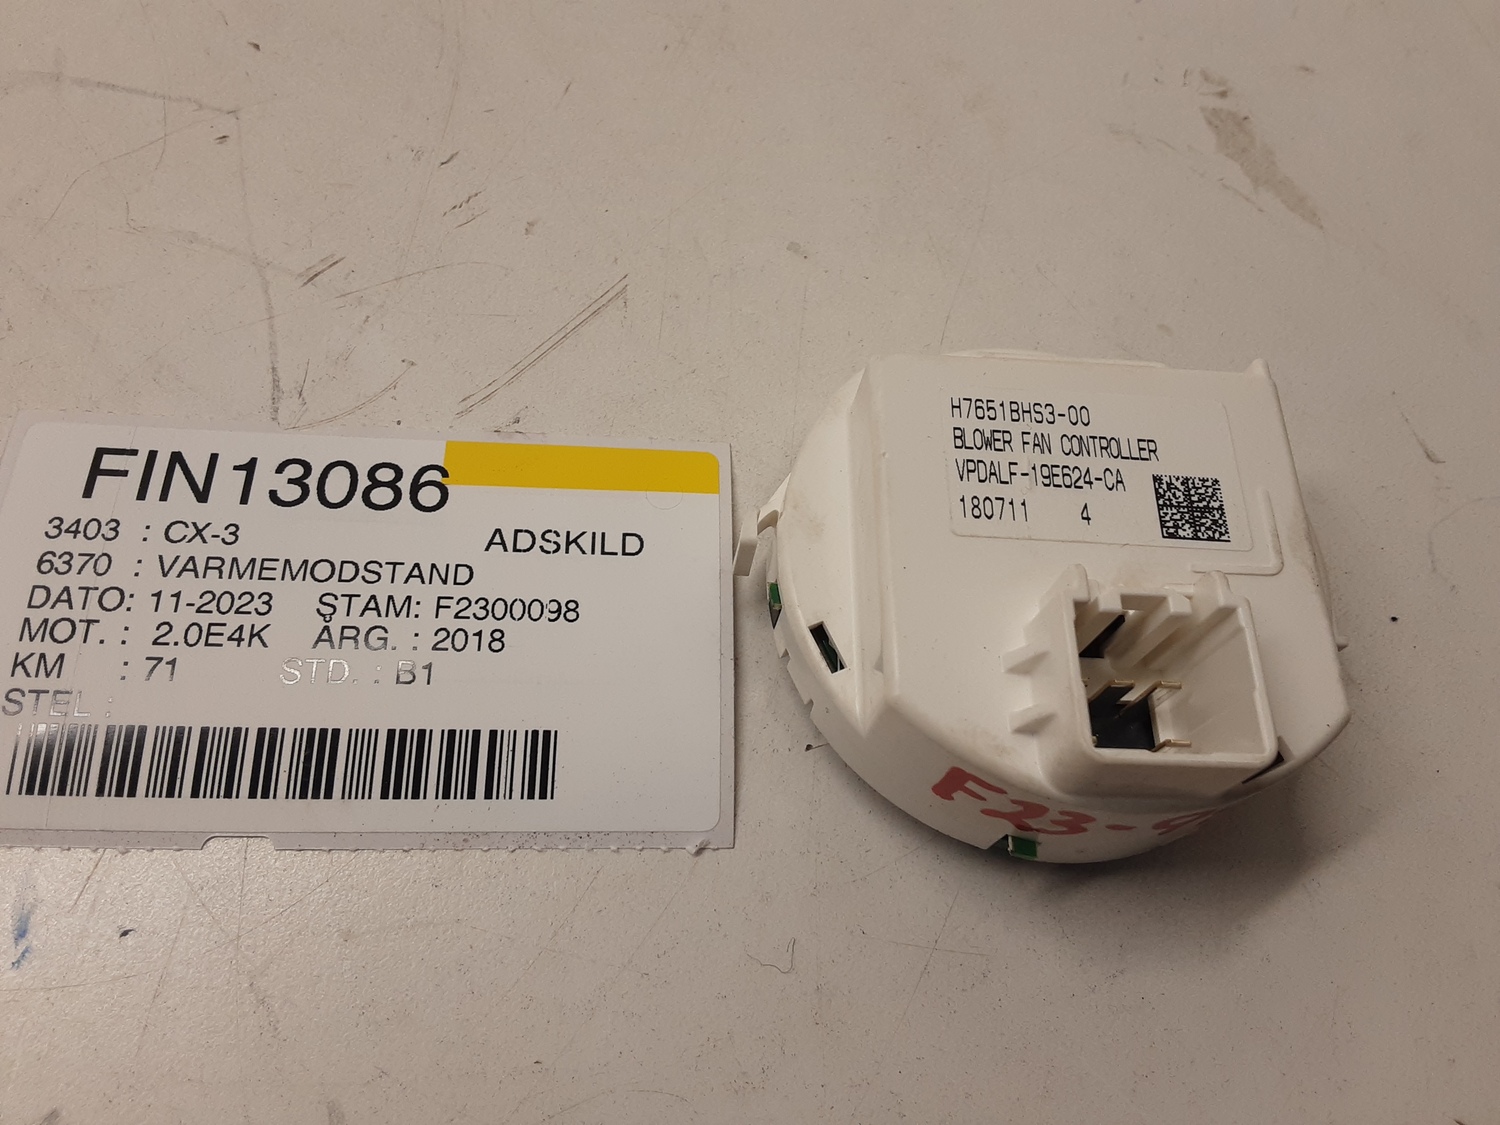 FIN13086
3403 : CX-3 ADSKILD
6370 : VARMEMODSTAND
DATO: 11-2023 STAM: F2300098
MOT. : 2.0E4K ÅRG. : 2018
KM : 71 STD. : B1
STEL :
H7651BHS3-00
BLOWER FAN CONTROLLER
VPDALF-19E624-CA
180711 4
F23-